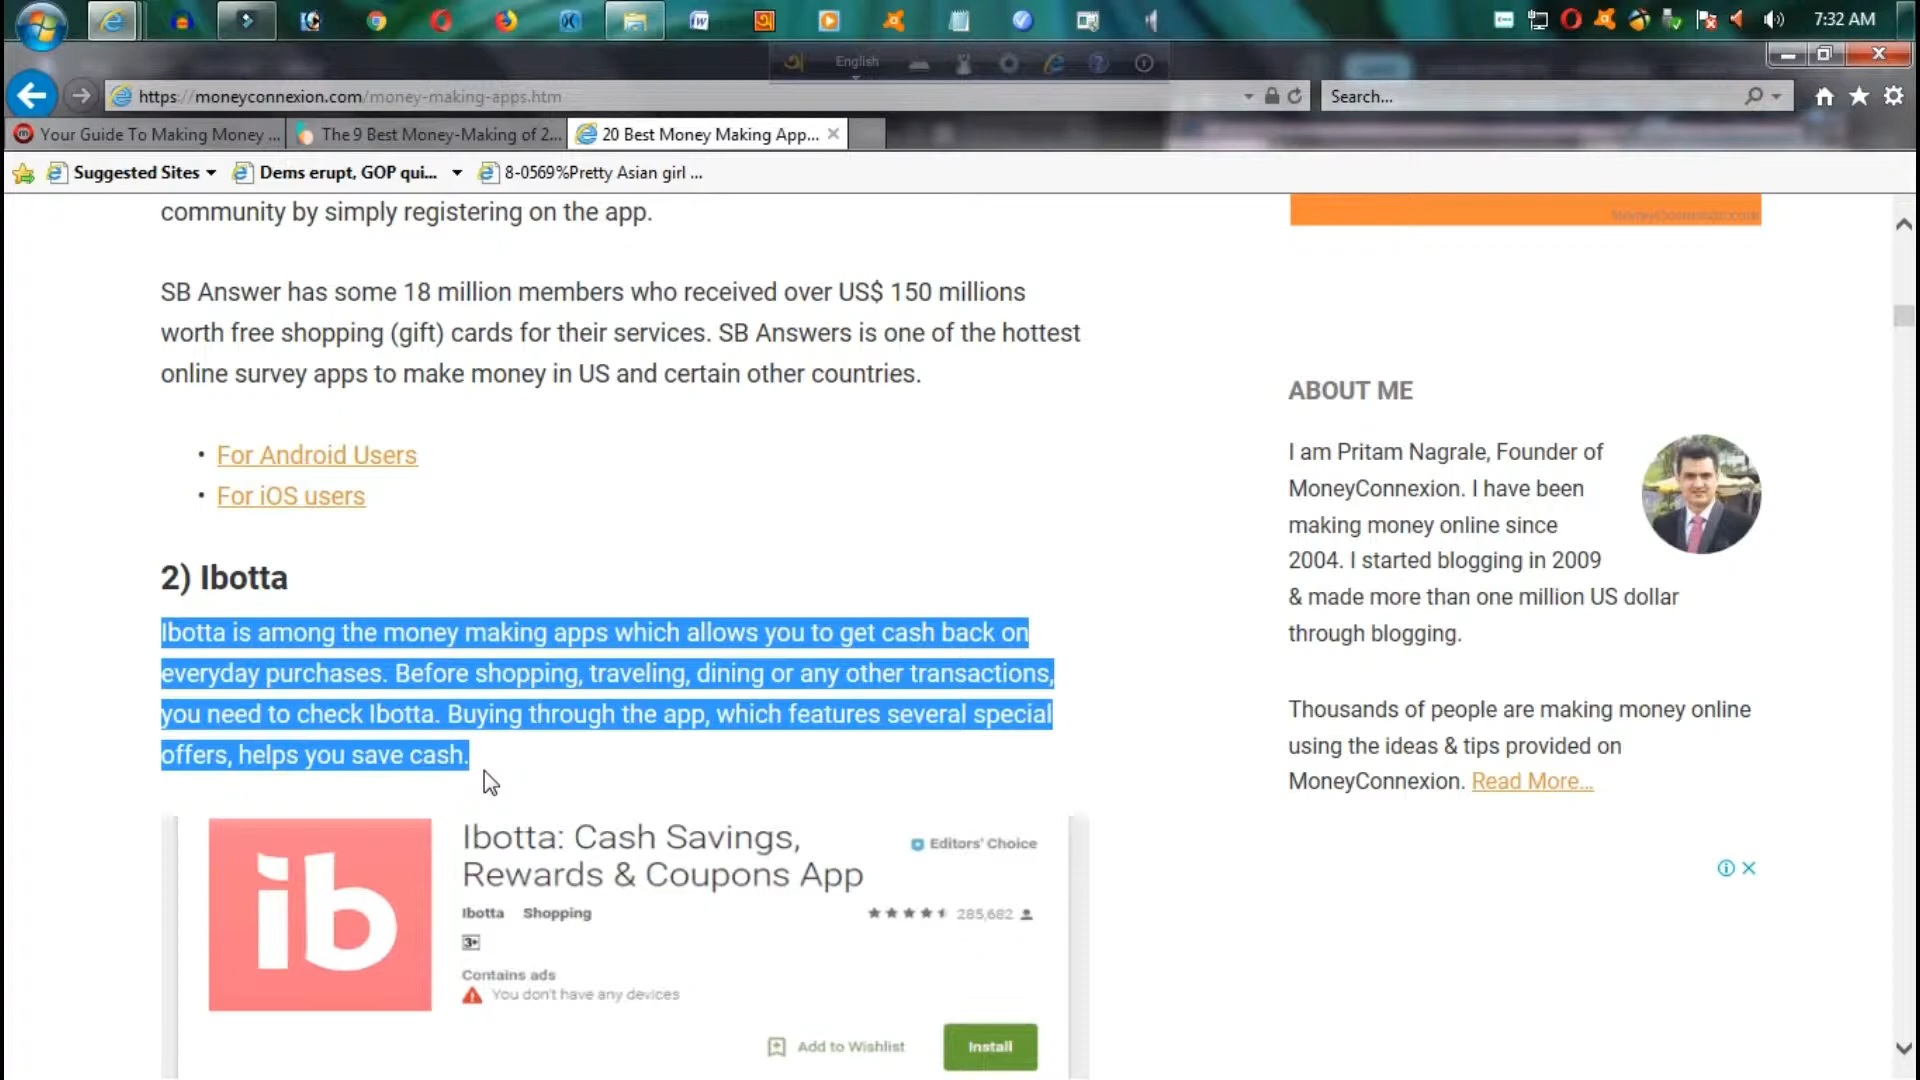 7:32 AM
English
https://moneyconnexion.com/money-making-apps.htm
Search...
Your Guide To Making Money ...
The 9 Best Money-Making of 2...
20 Best Money Making App...
Suggested Sites
Dems erupt, GOP qui...
8-0569%Pretty Asian girl ...
community by simply registering on the app.
SB Answer has some 18 million members who received over US$ 150 millions
worth free shopping (gift) cards for their services. SB Answers is one of the hottest
online survey apps to make money in US and certain other countries.
• For Android Users
• For iOS users
2) Ibotta
Ibotta is among the money making apps which allows you to get cash back on
everyday purchases. Before shopping, traveling, dining or any other transactions,
you need to check Ibotta. Buying through the app, which features several special
offers, helps you save cash.
ib
Ibotta: Cash Savings,
Rewards & Coupons App
Editors' Choice
Ibotta Shopping
285,682
3+
Contains ads
You don't have any devices
Add to Wishlist
Install
MoneyConnexion.com
ABOUT ME
I am Pritam Nagrale, Founder of
MoneyConnexion. I have been
making money online since
2004. I started blogging in 2009
& made more than one million US dollar
through blogging.
Thousands of people are making money online
using the ideas & tips provided on
MoneyConnexion. Read More...